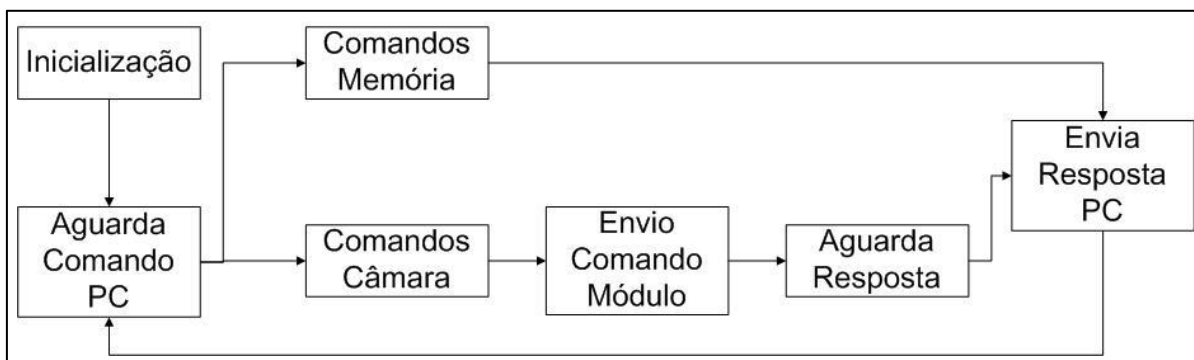 Inicialização
Comandos
Memória
Envia
Resposta
PC
Aguarda
Comando
PC
Comandos
Câmara
Envio
Comando
Módulo
Aguarda
Resposta